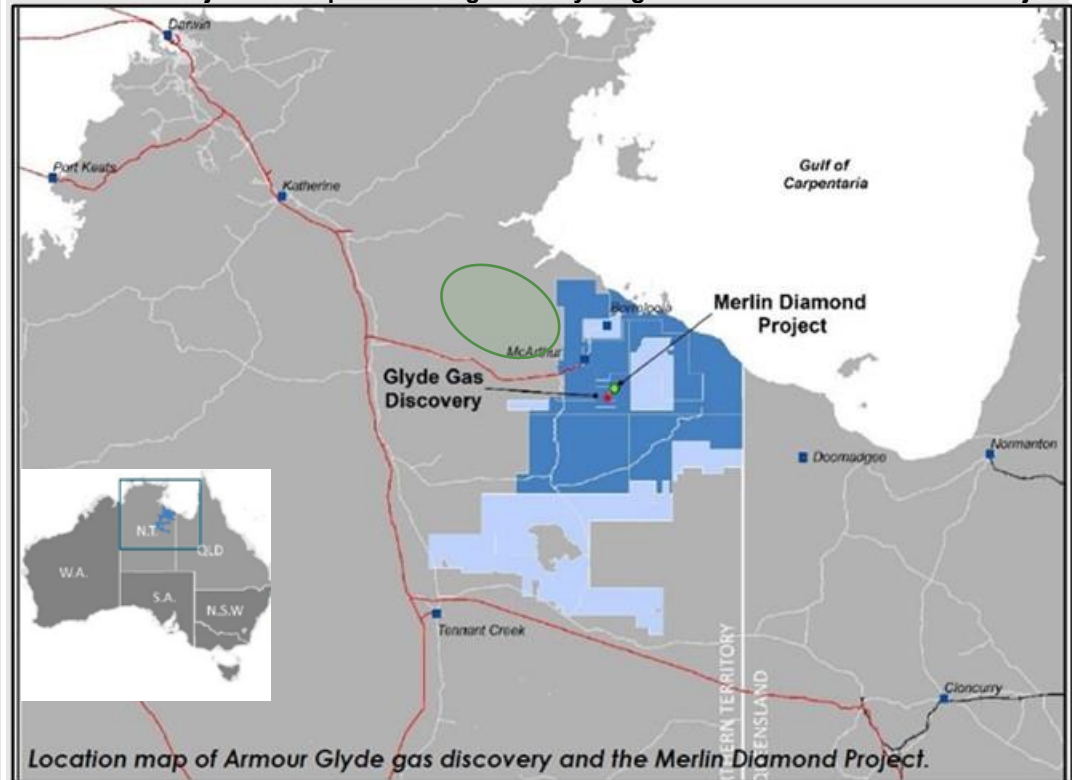 Darwin
Port Keats
Katherine
Gulf of
Carpentaria
Borroloola
Merlin Diamond
Project
McArthur
Glyde Gas
Discovery
Normanton
Doomadgee
N.T.
QLD
W.A.
S.A.
N.S.W
Tennant Creek
TERN TERRITORY
QUEENSLAND
Cloncurry
Location map of Armour Glyde gas discovery and the Merlin Diamond Project.